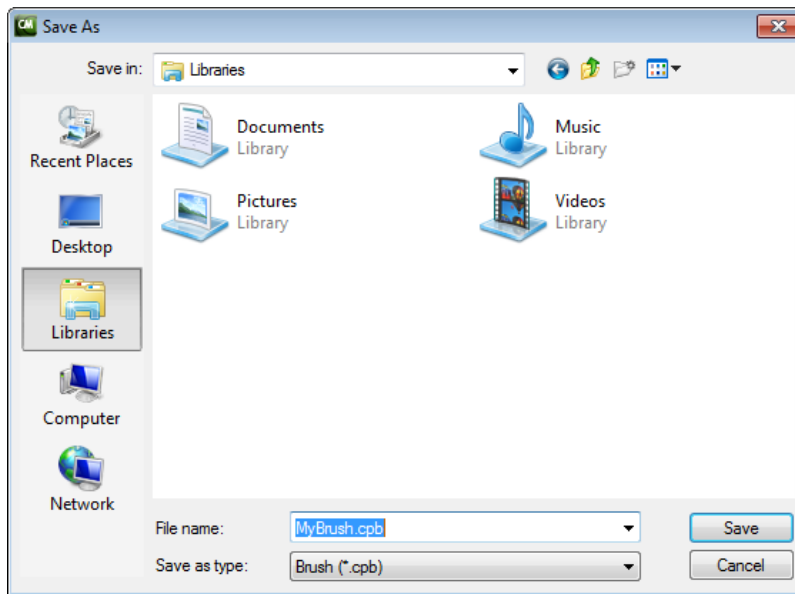 CM Save As
Save in: Libraries
Recent Places
Desktop
Libraries
Computer
Network
Documents
Library
Music
Library
Pictures
Library
Videos
Library
File name: MyBrush.cpb Save
Save as type: Brush (*.cpb) Cancel